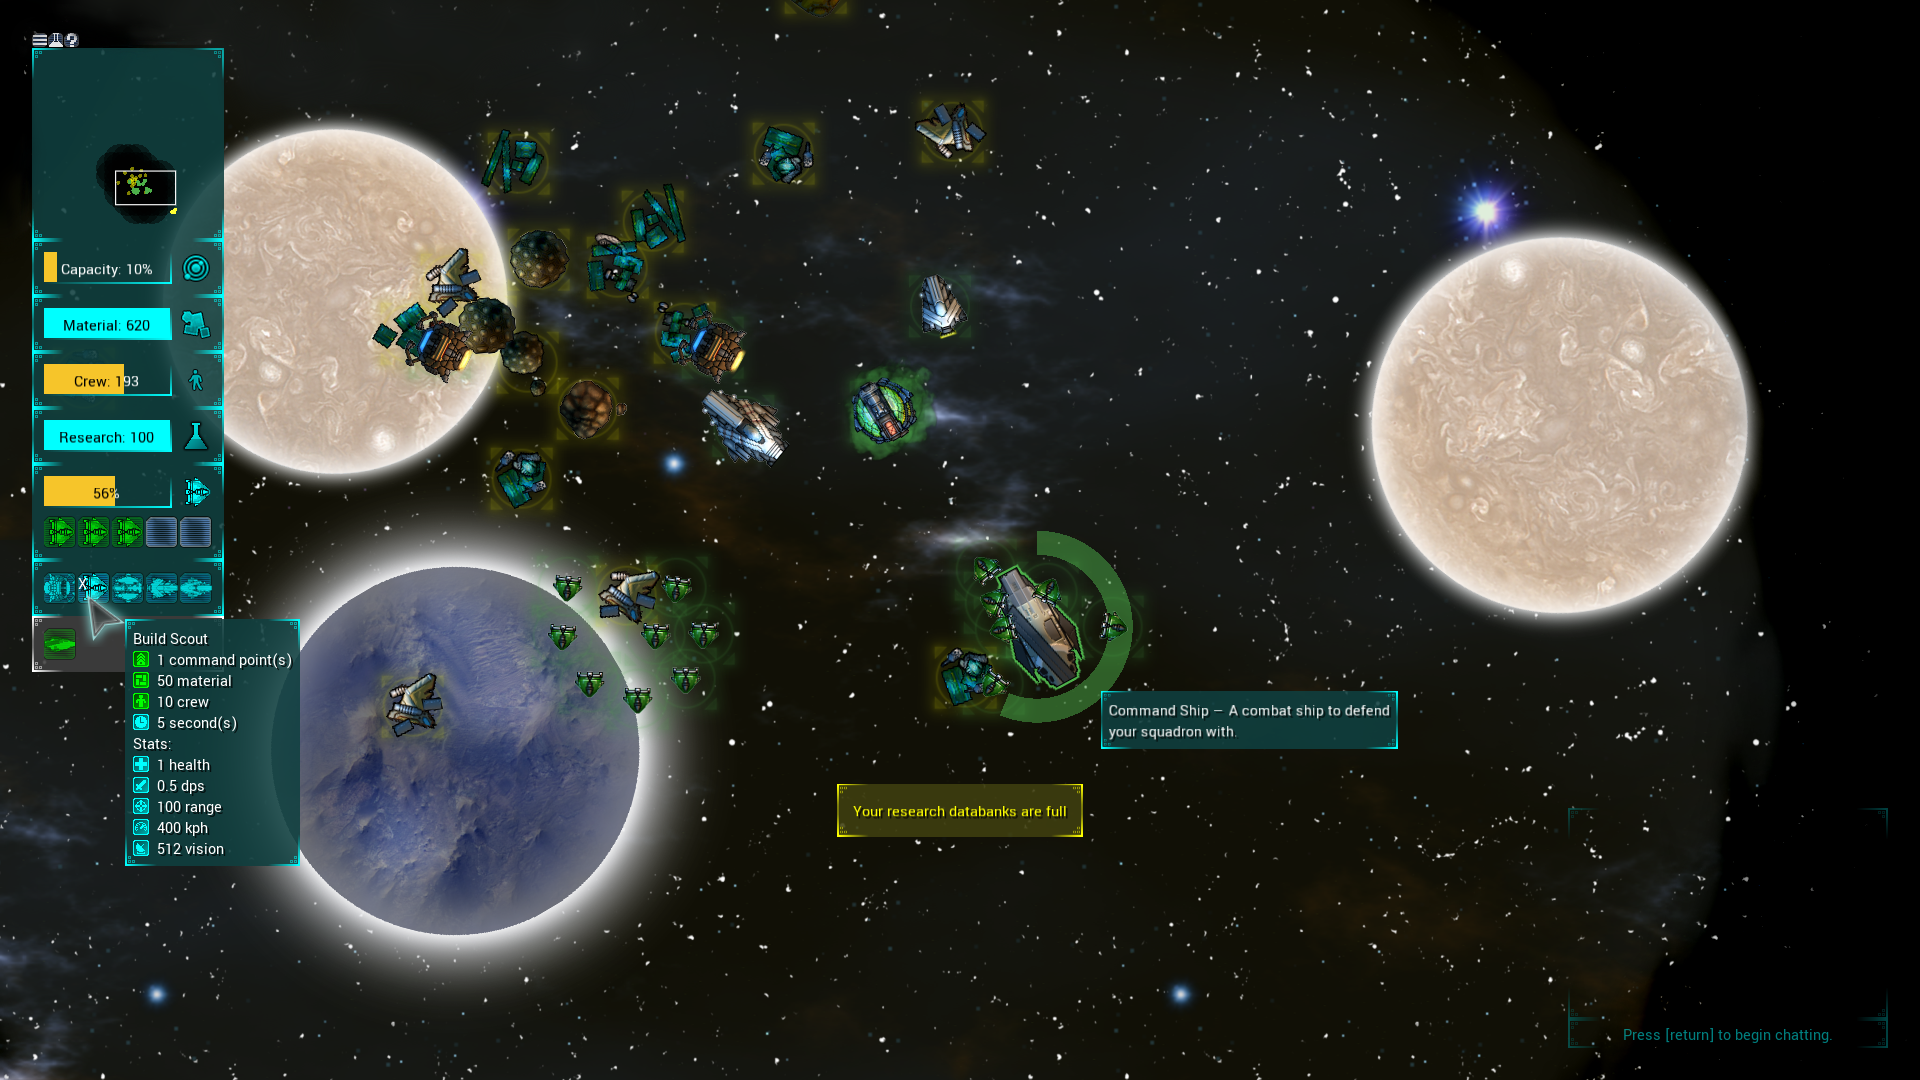 Capacity: 10%
Material: 620
Crew: 193
Research: 100
56%
X
Build Scout
1 command point(s)
50 material
10 crew
5 second(s)
Stats:
1 health
0.5 dps
100 range
400 kph
512 vision
Command Ship – A combat ship to defend
your squadron with.
Your research databanks are full
Press [return] to begin chatting.